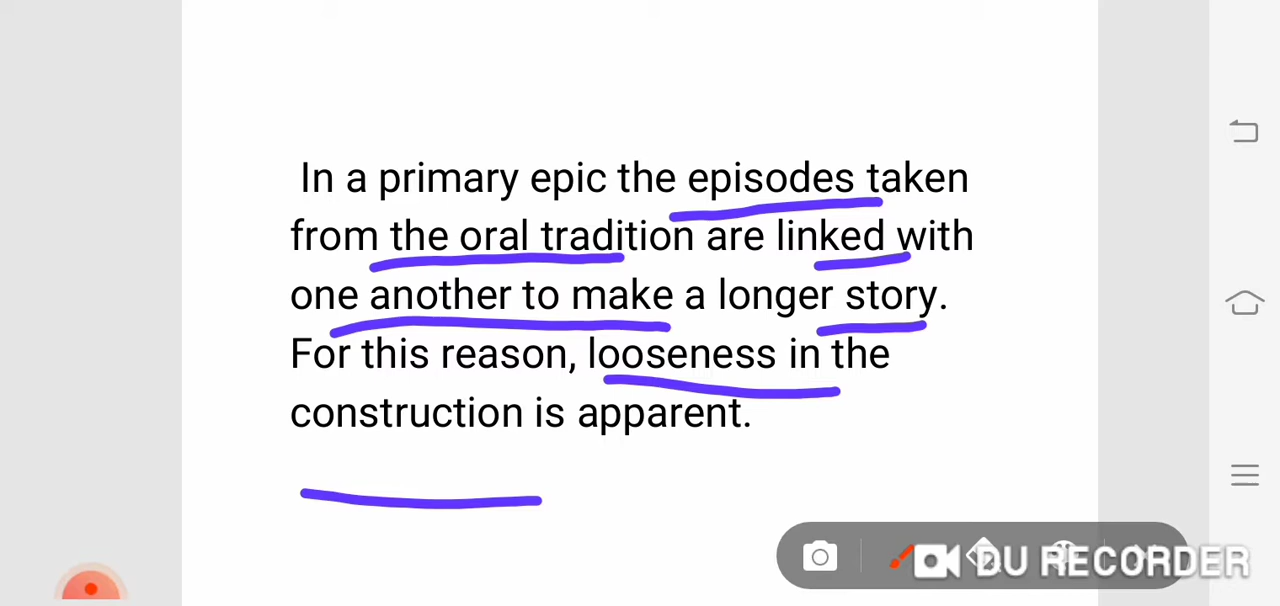 In a primary epic the episodes taken
from the oral tradition are linked with
one another to make a longer story.
For this reason, looseness in the
construction is apparent.
DU RECORDER